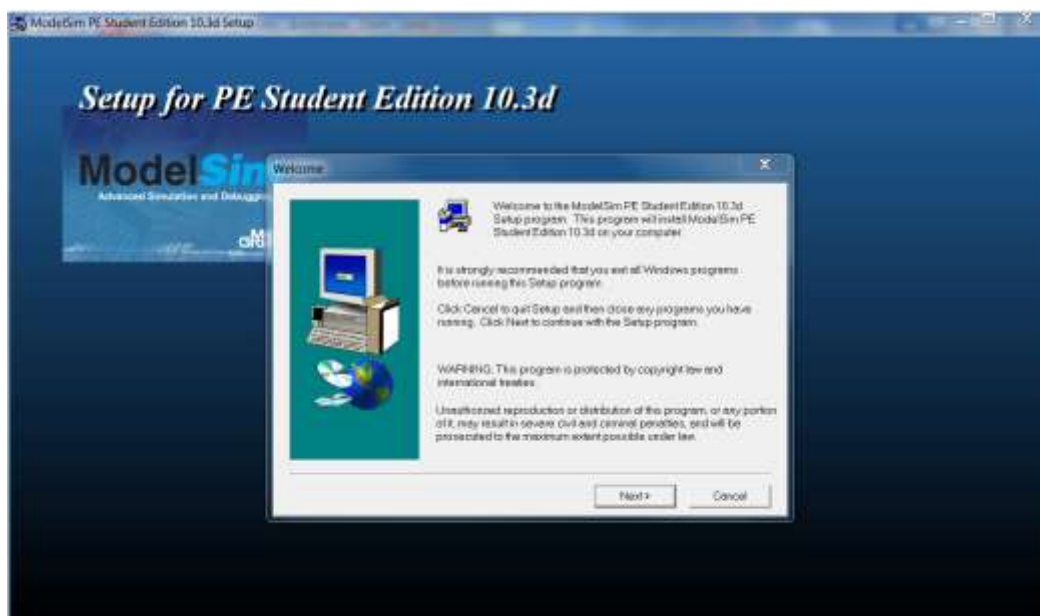 ModelSim PE Student Edition 10.3d Setup
Setup for PE Student Edition 10.3d
ModelSim
Advanced Simulation and Debugging
Welcome
Welcome to the ModelSim PE Student Edition 10.3d
Setup program. This program will install ModelSim PE
Student Edition 10.3d on your computer.
It is strongly recommended that you exit all Windows programs
before running this Setup program.
Click Cancel to quit Setup and then close any programs you have
running. Click Next to continue with the Setup program.
WARNING: This program is protected by copyright law and
international treaties.
Unauthorized reproduction or distribution of this program, or any portion
of it, may result in severe civil and criminal penalties, and will be
prosecuted to the maximum extent possible under law.
Next >
Cancel